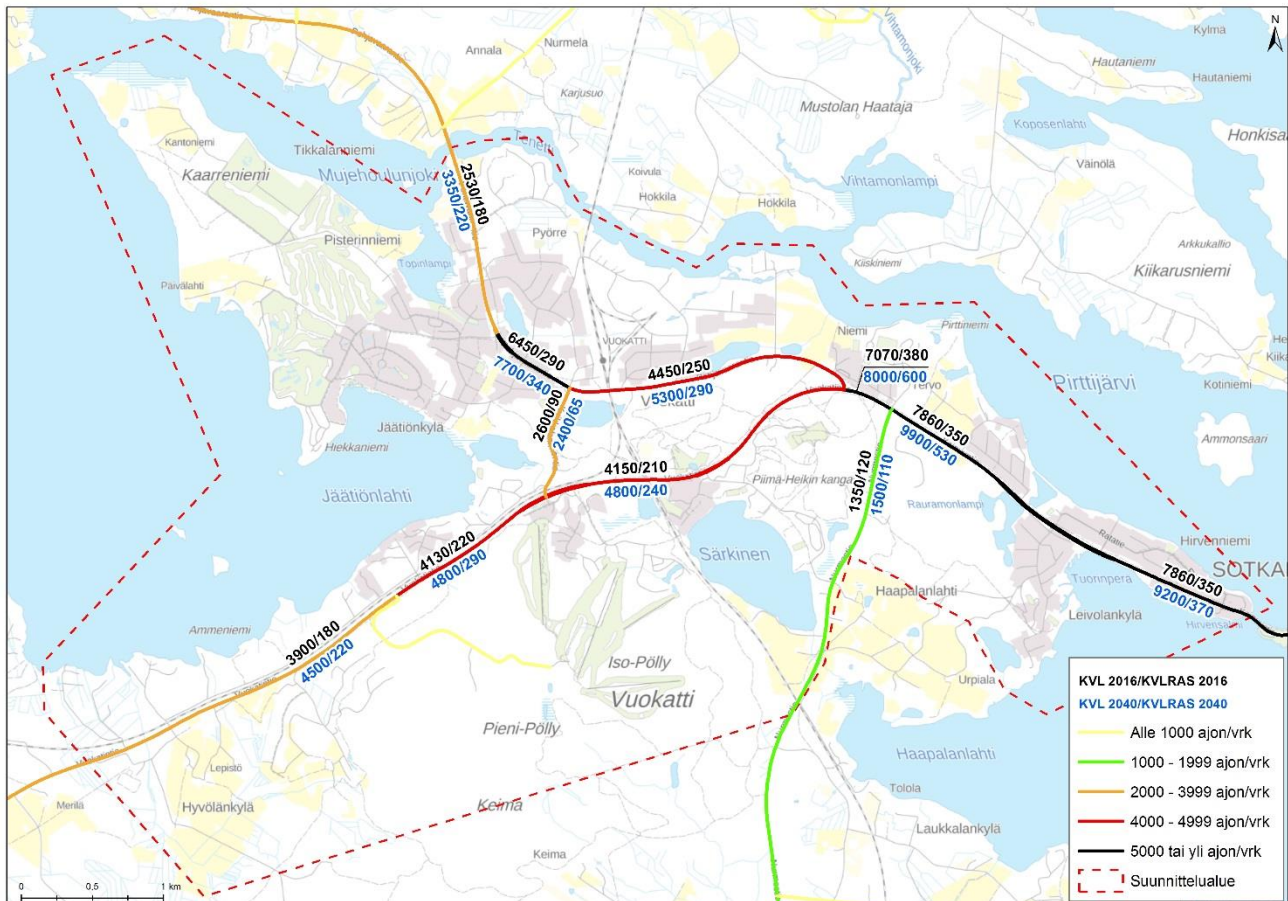 N
Kylmä
Vihtamonjoki
Nurmela
Annala
Hautaniemi
Hautaniemi
Karjusuo
Mustolan Haataja
Koposenlahti
Honkisa
Tenetti
Kantoniemi
Tikkalanniemi
Väinölä
Kaarreniemi
Mujehoulunjoki
Koivula
Hokkila
Vihtamonlampi
2530/180
3350/220
Hokkila
Pyörre
Pisterinniemi
Arkkukallio
Topinlampi
Kiiskiniemi
Kiikarusniemi
Päivälahti
Pirttiniemi
Niemi
VUOKATTI
6450/290
7700/340
7070/380
8000/600
4450/250
5300/290
Tervo
Pirttijärvi
Kotiniemi
Vuokatti
2600/90
2400/65
7860/350
9900/530
Ammonsaari
Jäätiönkylä
Hiekkaniemi
4150/210
4800/240
Piimä-Heikin kangas
1350/120
1500/110
Jäätiönlahti
Rauramonlampi
Särkinen
Ratatie
Hirvenniemi
4130/220
4800/290
SOTKA
7860/350
9200/370
Tuonnpera
Haapalanlahti
Leivolankylä
Hirvensalmi
Ammeniemi
3900/180
4500/220
Iso-Pölly
Vuokatti
Urpiala
Pieni-Pölly
Haapalanlahti
Lepistö
Merilä
Hyvölänkylä
Keima
Tolola
Laukkalankylä
Keima
KVL 2016/KVLRAS 2016
KVL 2040/KVLRAS 2040
Alle 1000 ajon/vrk
1000 - 1999 ajon/vrk
2000 - 3999 ajon/vrk
4000 - 4999 ajon/vrk
5000 tai yli ajon/vrk
Suunnittelualue
0 0,5 1 km